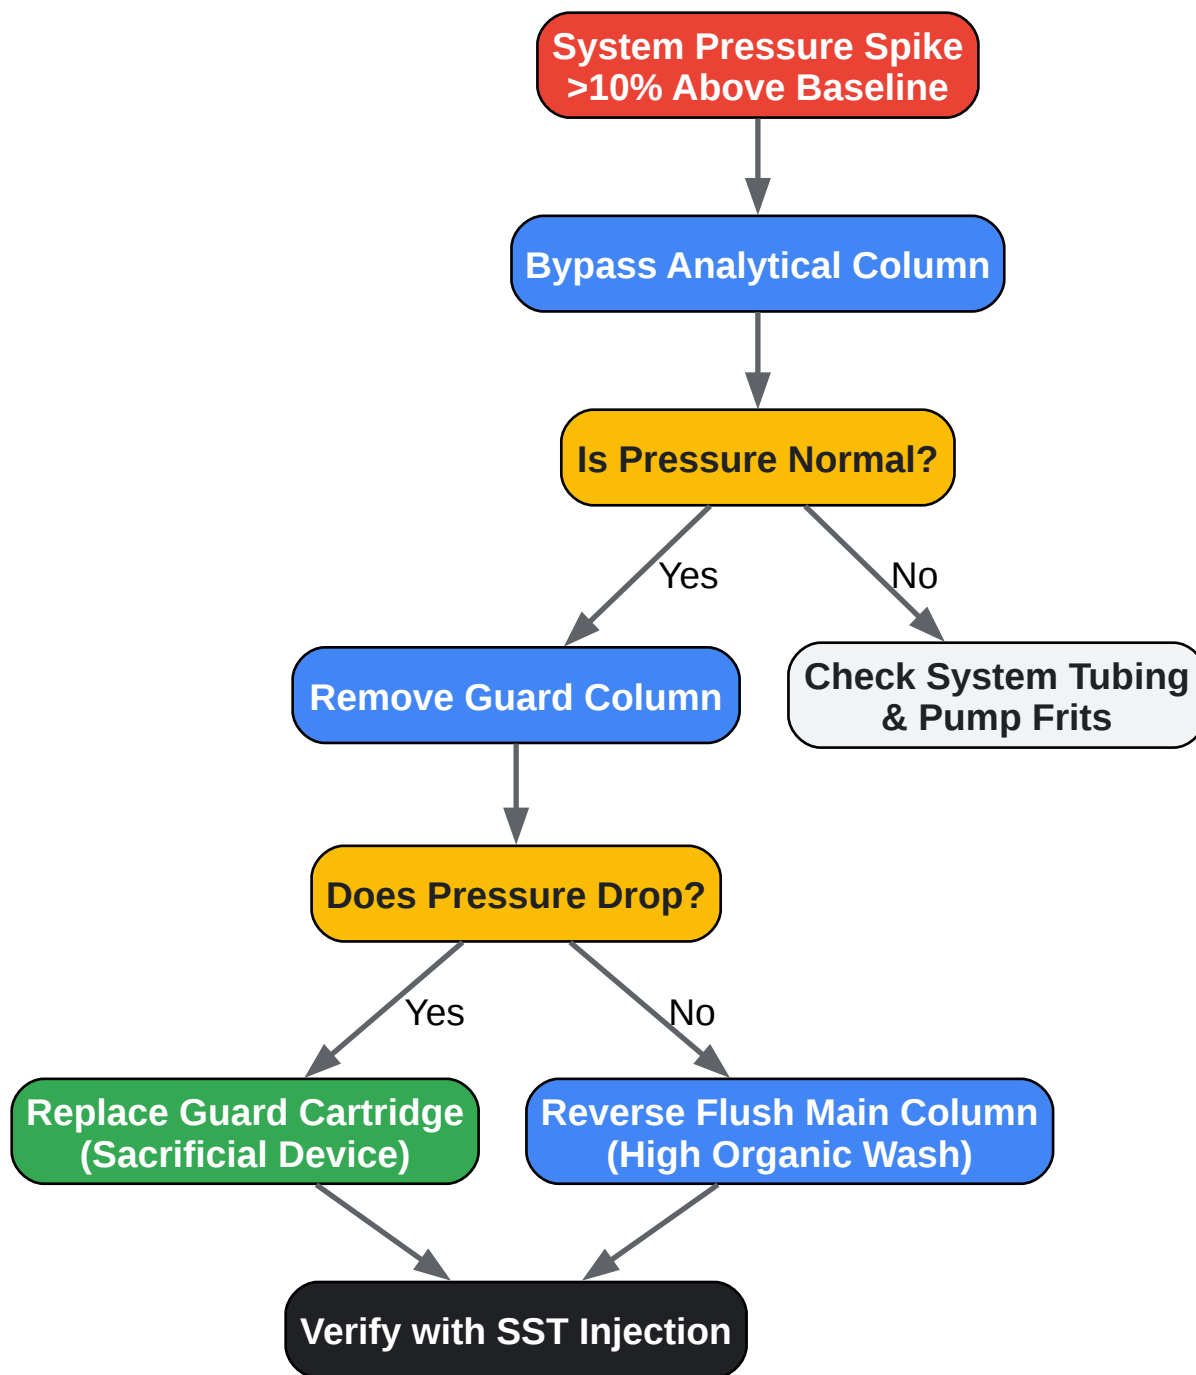 System Pressure Spike
>10% Above Baseline
Bypass Analytical Column
Is Pressure Normal?
Yes
No
Remove Guard Column
Check System Tubing
& Pump Frits
Does Pressure Drop?
Yes
No
Replace Guard Cartridge
(Sacrificial Device)
Reverse Flush Main Column
(High Organic Wash)
Verify with SST Injection